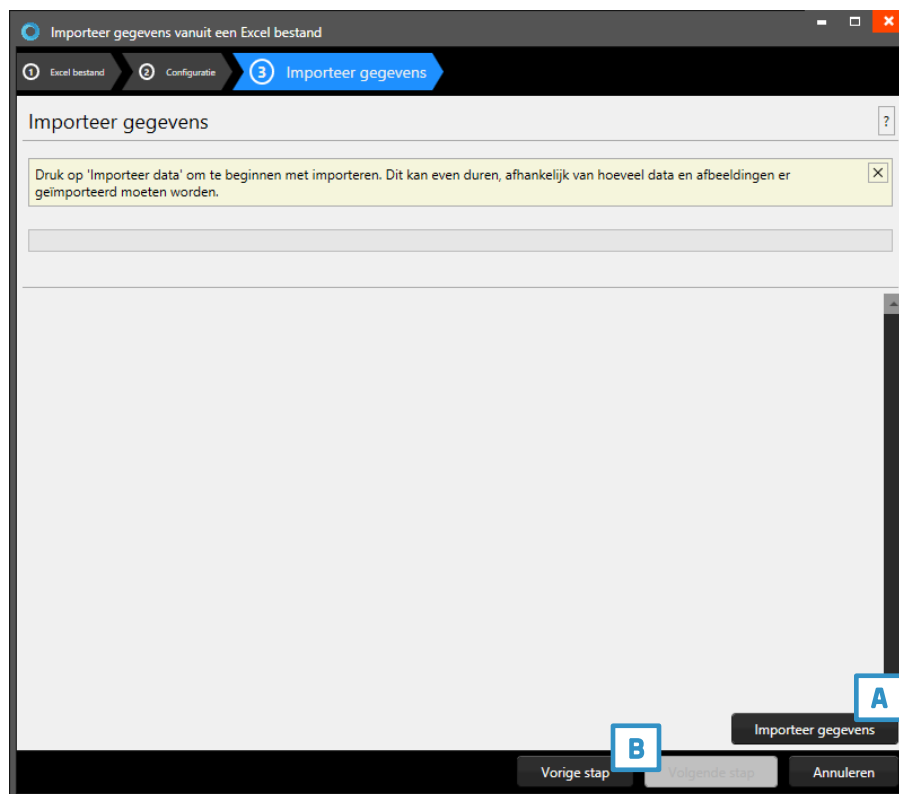 Importeer gegevens vanuit een Excel bestand
1 Excel bestand 2 Configuratie 3 Importeer gegevens
Importeer gegevens
?
Druk op 'Importeer data' om te beginnen met importeren. Dit kan even duren, afhankelijk van hoeveel data en afbeeldingen er
geïmporteerd moeten worden.
A
Importeer gegevens
B
Vorige stap Volgende stap Annuleren